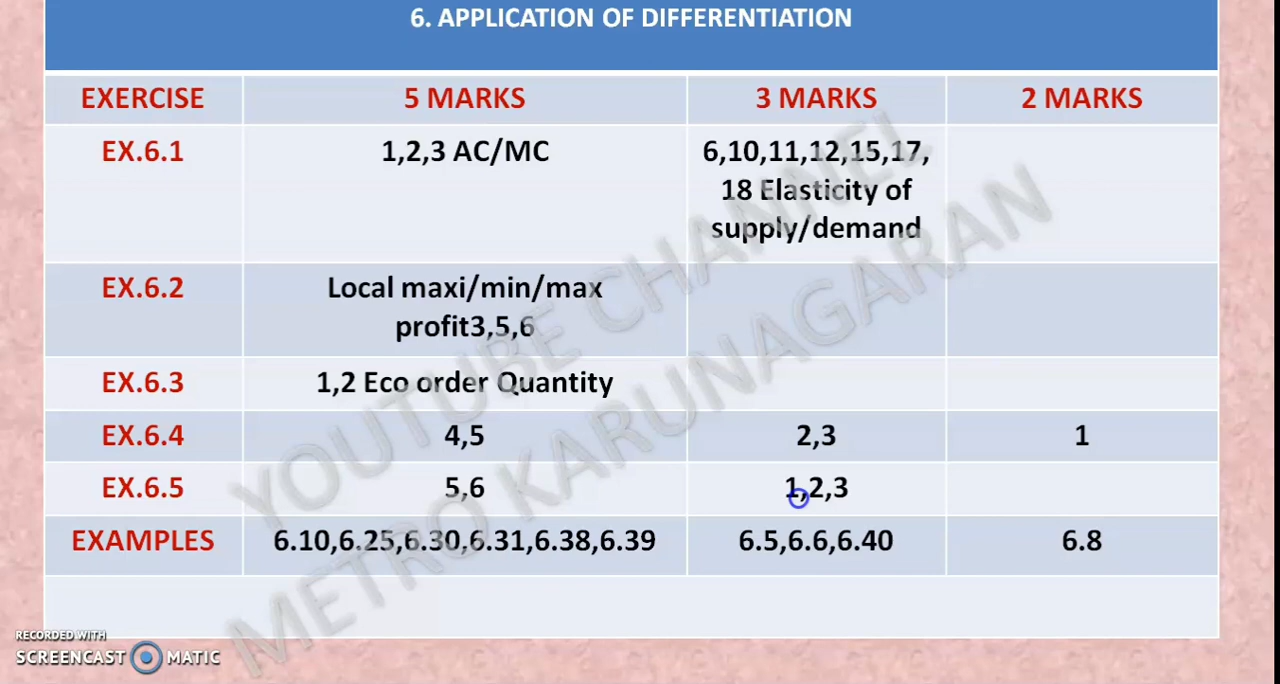 6. APPLICATION OF DIFFERENTIATION
EXERCISE 5 MARKS 3 MARKS 2 MARKS
EX.6.1 1,2,3 AC/MC 6,10,11,12,15,17,
18 Elasticity of
supply/demand
EX.6.2 Local maxi/min/max
profit3,5,6
EX.6.3 1,2 Eco order Quantity
EX.6.4 4,5 2,3 1
EX.6.5 5,6 1,2,3
EXAMPLES 6.10,6.25,6.30,6.31,6.38,6.39 6.5,6.6,6.40 6.8
YOUTUBE CHANNEL
METRO KARUNAGARAN
RECORDED WITH
SCREENCAST MATIC